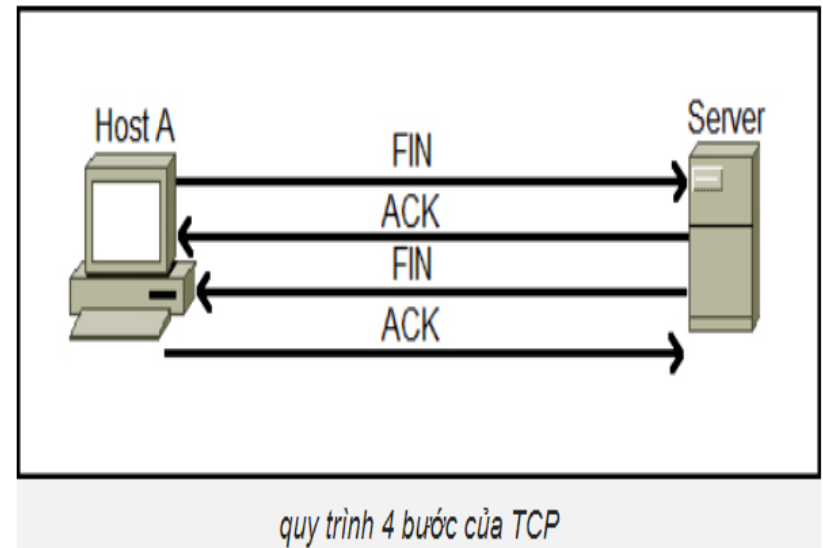 Host A
Server
FIN
ACK
FIN
ACK
quy trình 4 bước của TCP